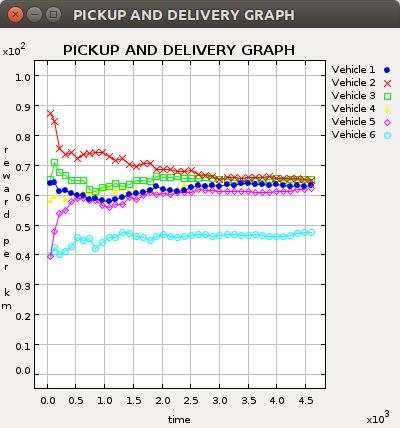 PICKUP AND DELIVERY GRAPH
x10²
PICKUP AND DELIVERY GRAPH
1.0
0.9
0.8
0.7
0.6
0.5
0.4
0.3
0.2
0.1
0.0
reward per km
0.0 0.5 1.0 1.5 2.0 2.5 3.0 3.5 4.0 4.5
time
x10³
Vehicle 1
Vehicle 2
Vehicle 3
Vehicle 4
Vehicle 5
Vehicle 6